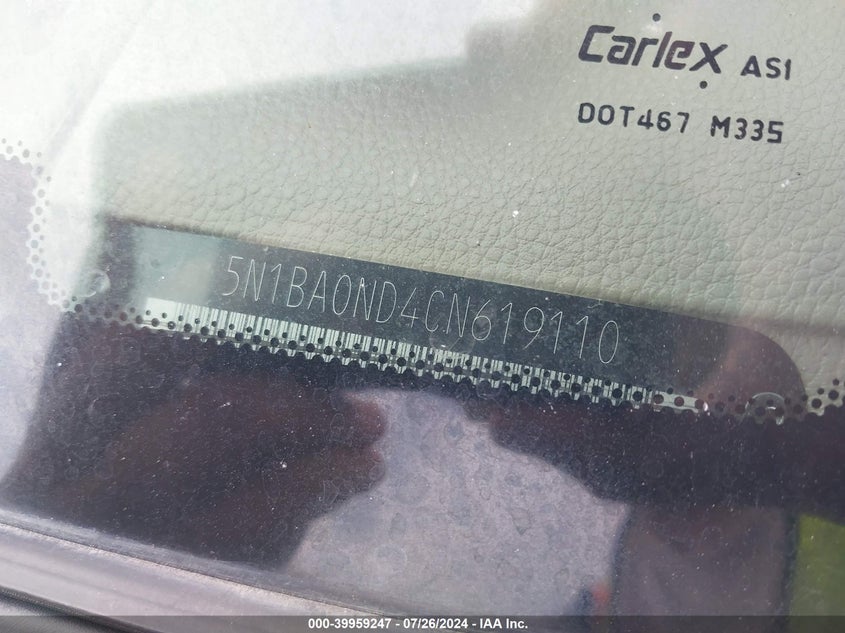 Carlex AS1
DOT467 M335
5N1BA0ND4CN619110
000-39959247 - 07/26/2024 - IAA Inc.